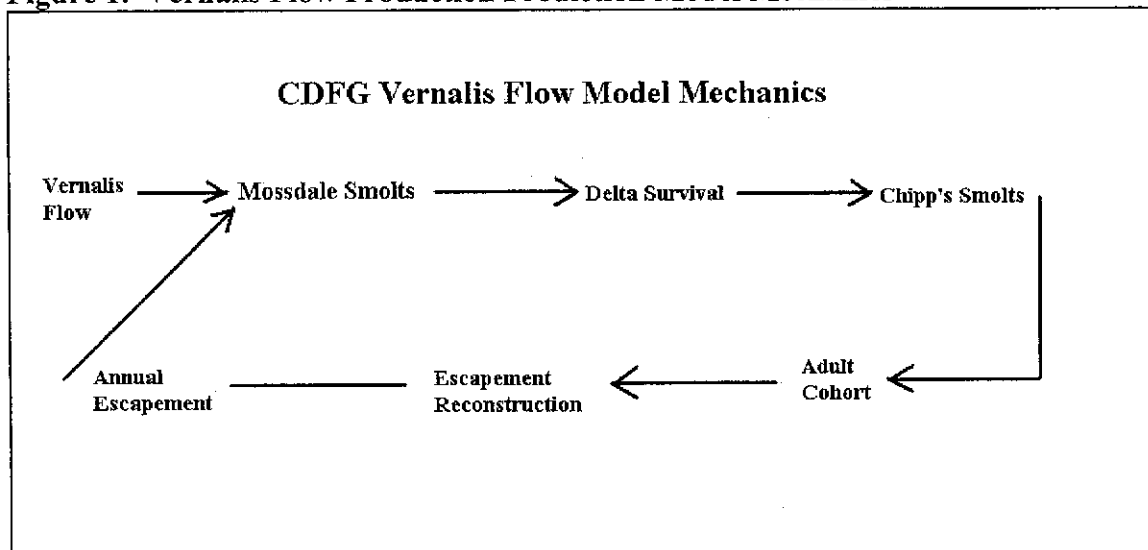 CDFG Vernalis Flow Model Mechanics
Vernalis
Flow
Mossdale Smolts
Delta Survival
Chipp's Smolts
Annual
Escapement
Escapement
Reconstruction
Adult
Cohort